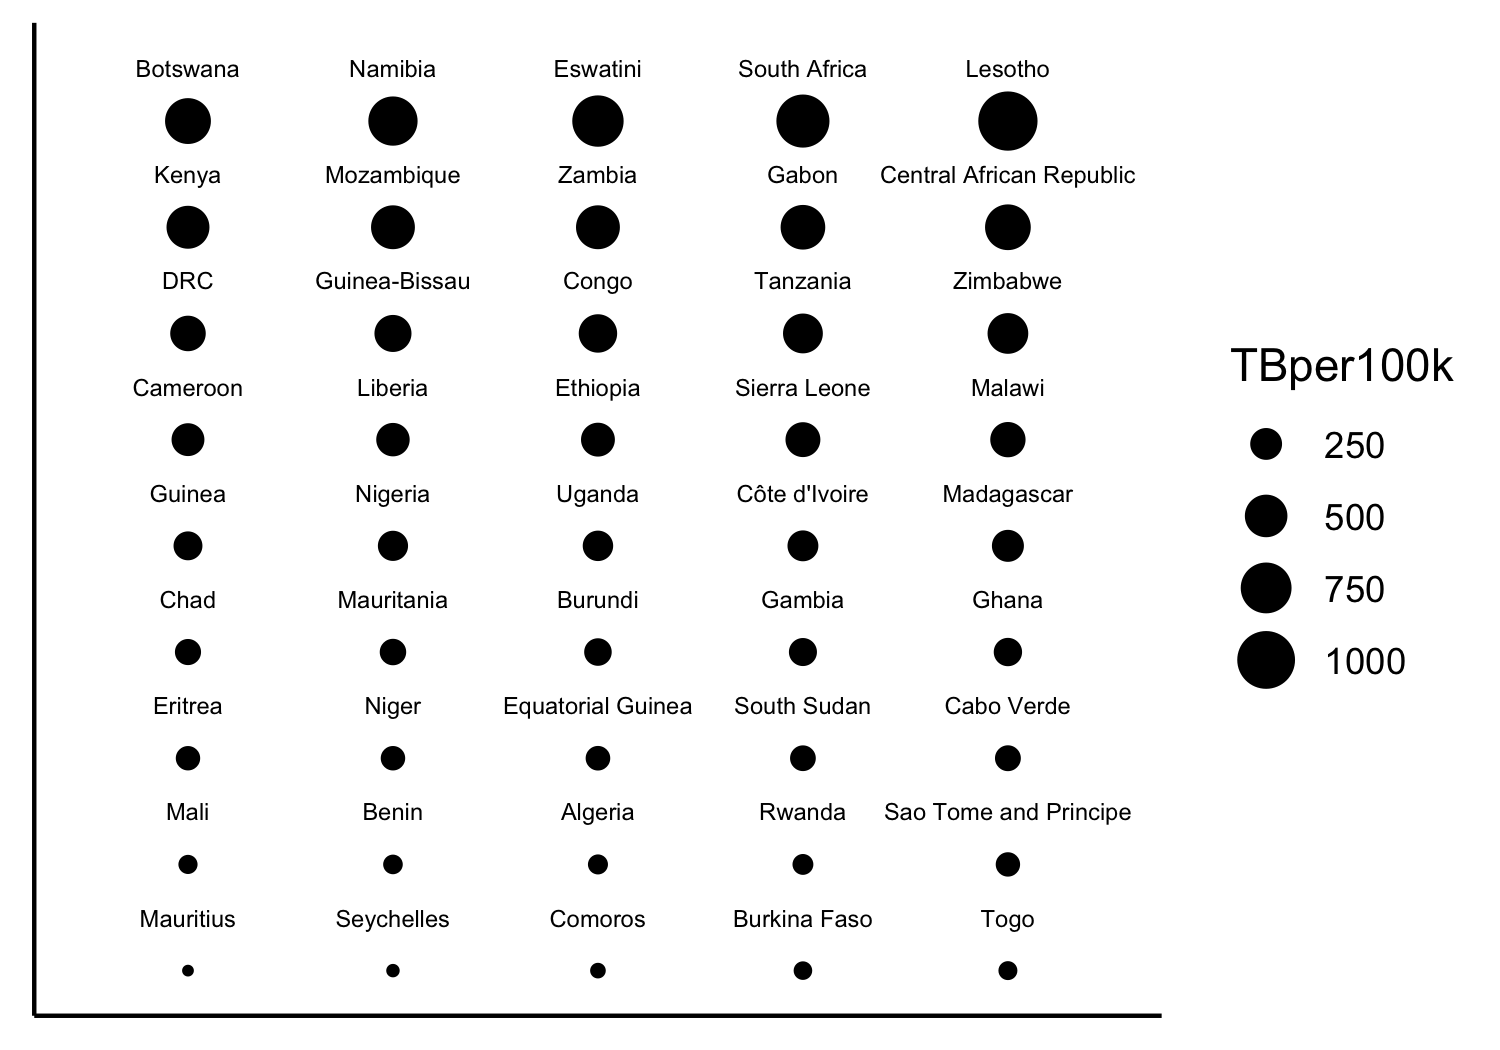 Botswana Namibia Eswatini South Africa Lesotho
Kenya Mozambique Zambia Gabon Central African Republic
DRC Guinea-Bissau Congo Tanzania Zimbabwe
Cameroon Liberia Ethiopia Sierra Leone Malawi
Guinea Nigeria Uganda Côte d'Ivoire Madagascar
Chad Mauritania Burundi Gambia Ghana
Eritrea Niger Equatorial Guinea South Sudan Cabo Verde
Mali Benin Algeria Rwanda Sao Tome and Principe
Mauritius Seychelles Comoros Burkina Faso Togo
TBper100k
250
500
750
1000